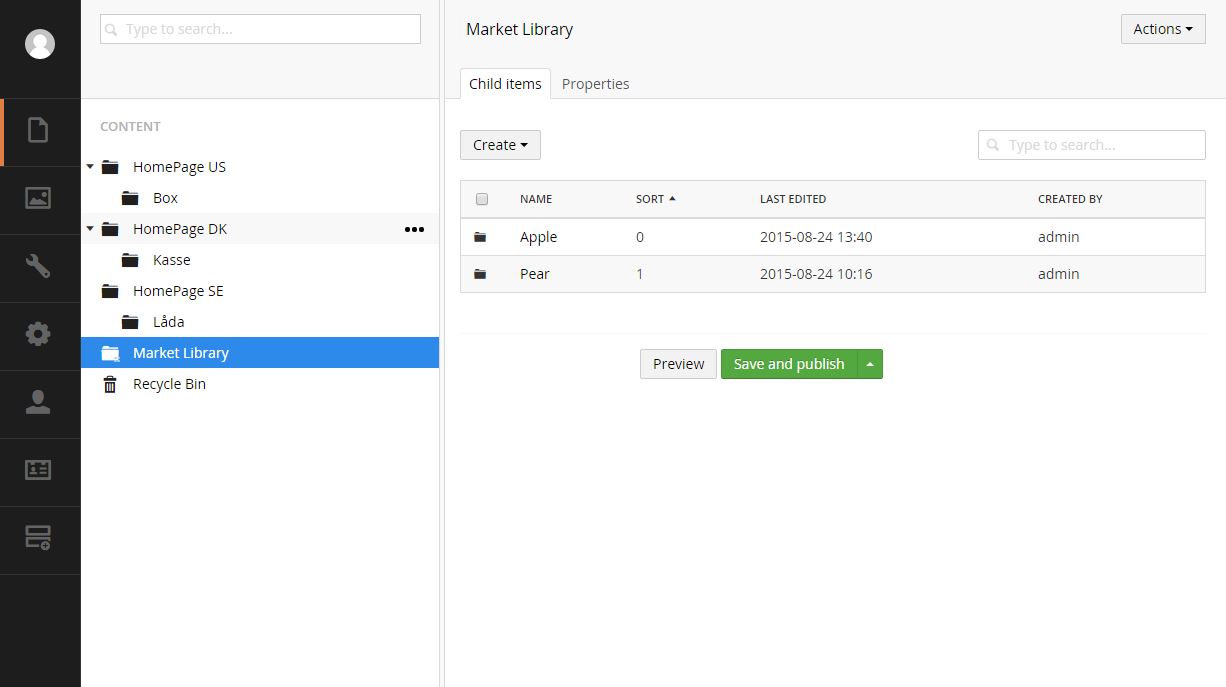 Type to search...
CONTENT
HomePage US
Box
HomePage DK
Kasse
HomePage SE
Låda
Market Library
Recycle Bin
Market Library
Actions
Child items Properties
Create
Type to search...
NAME SORT LAST EDITED CREATED BY
Apple 0 2015-08-24 13:40 admin
Pear 1 2015-08-24 10:16 admin
Preview Save and publish